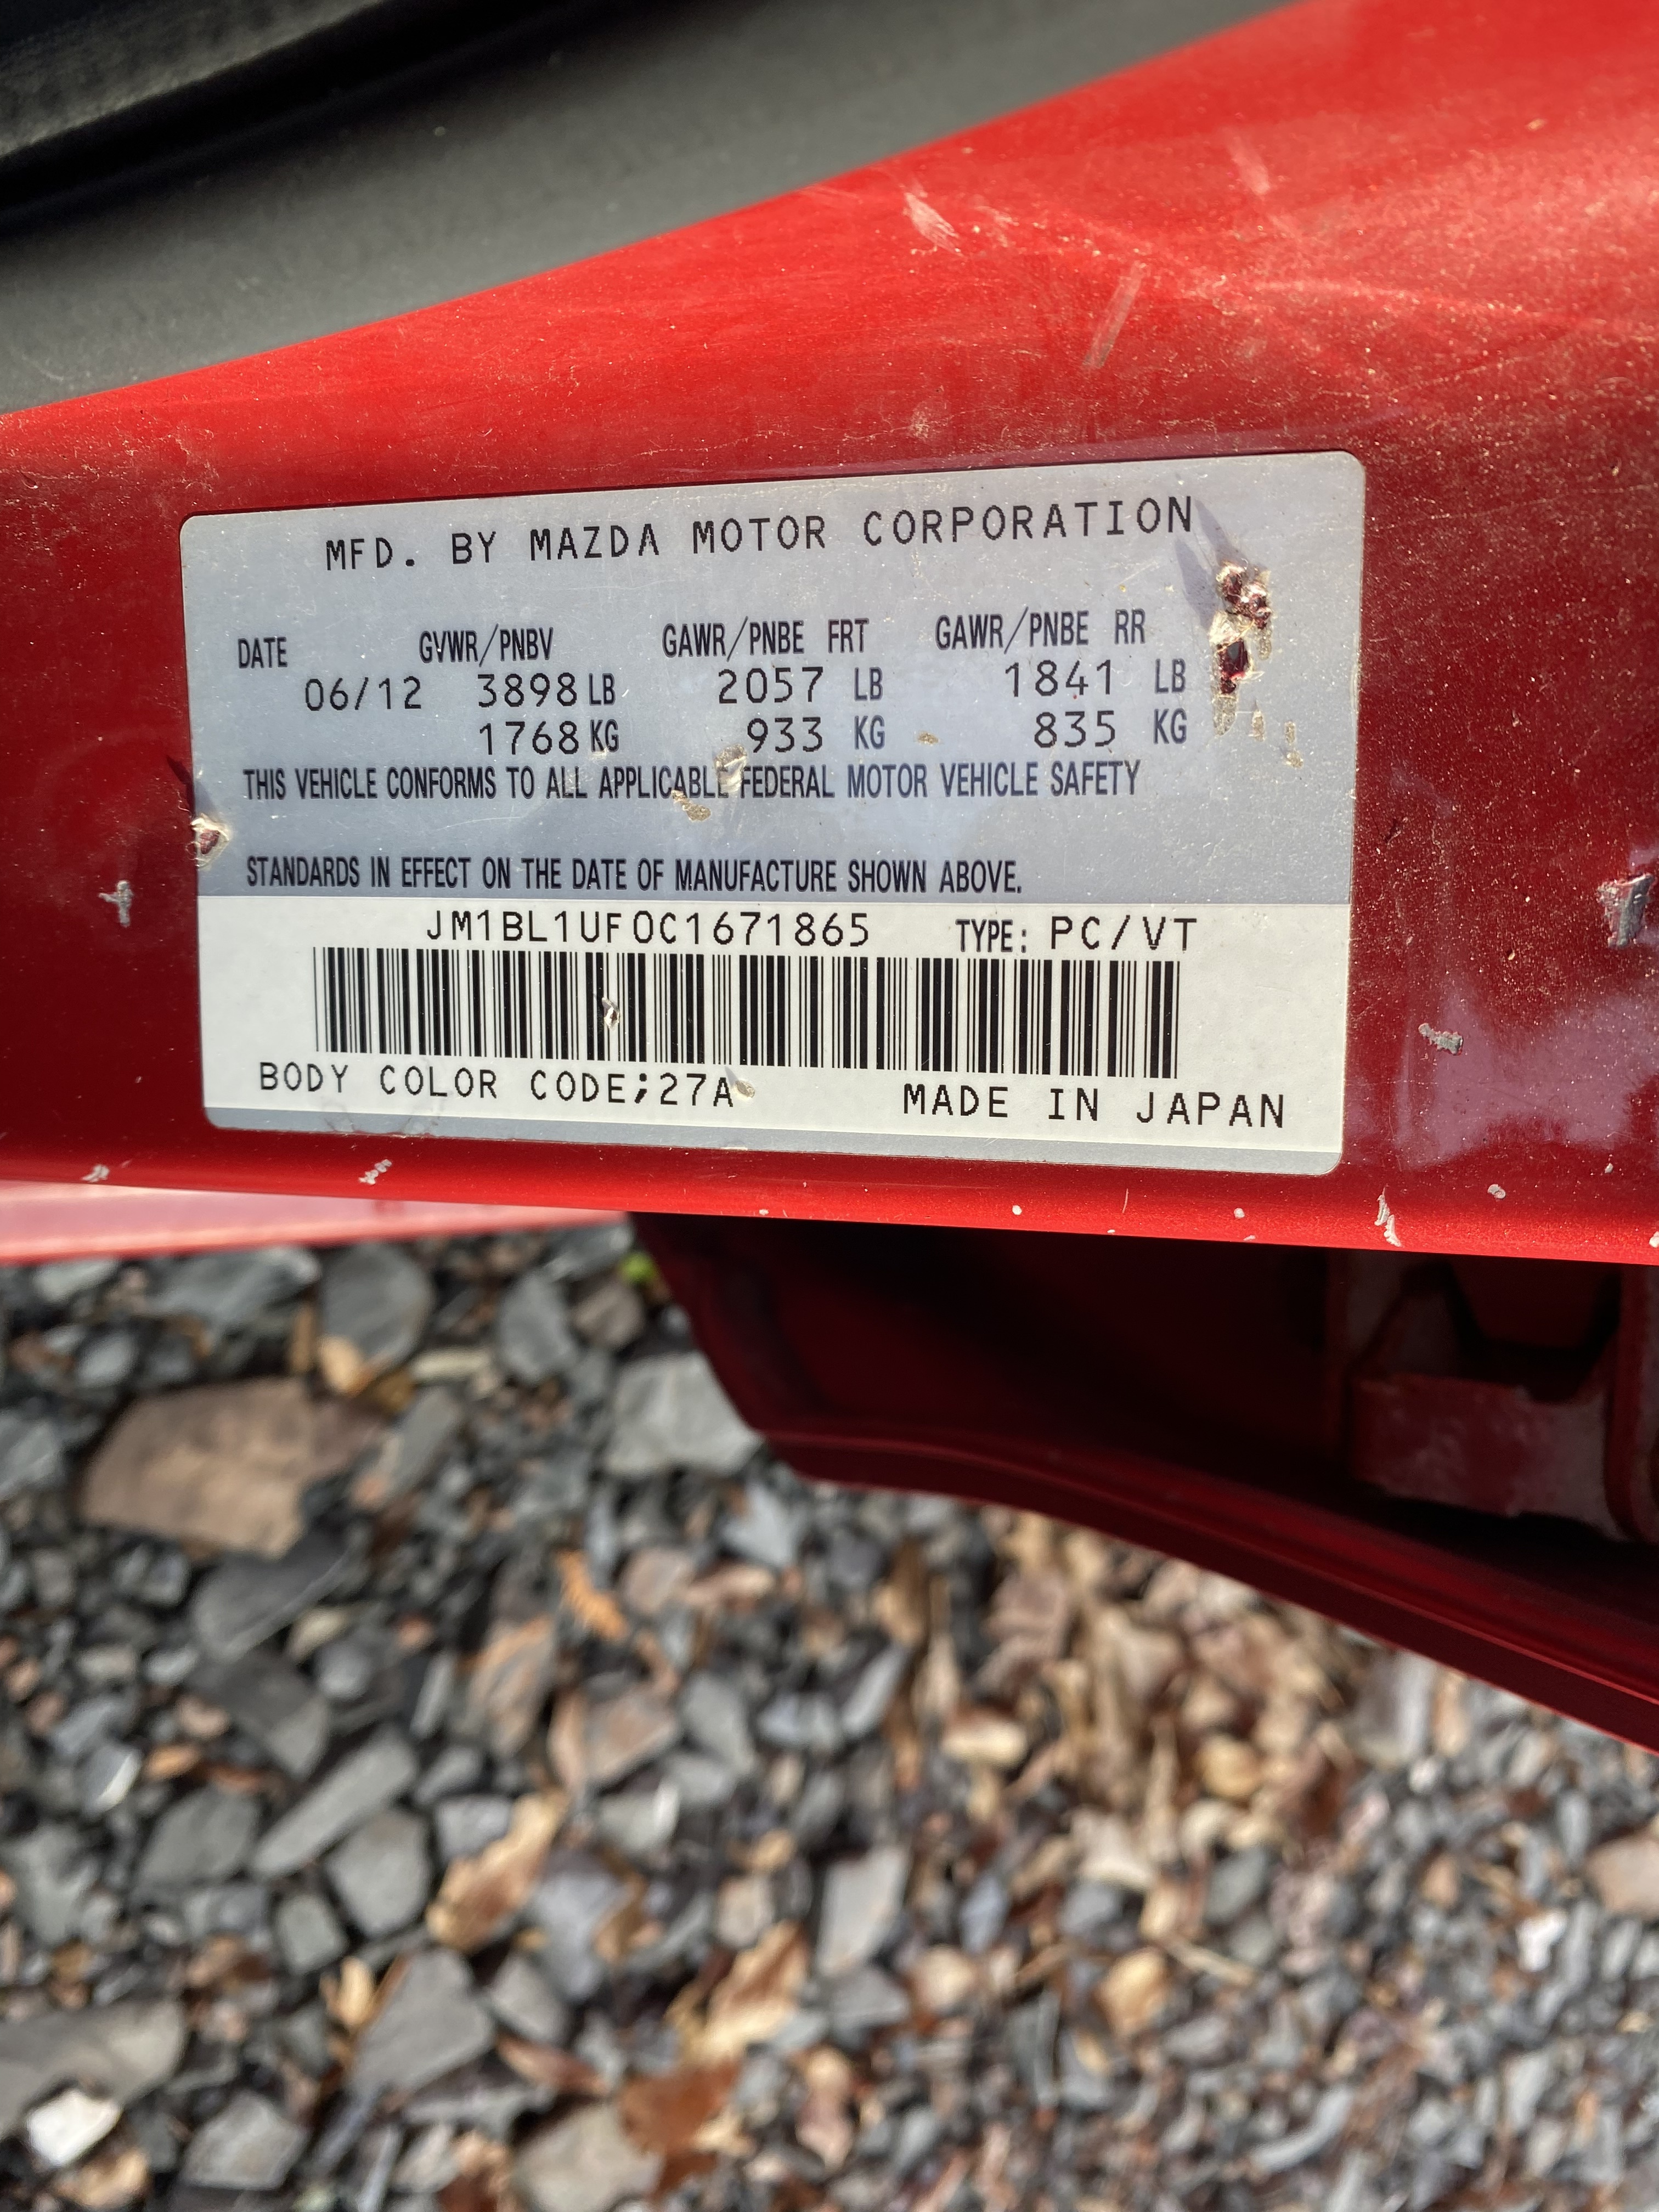 MFD. BY MAZDA MOTOR CORPORATION
DATE GVWR/PNBV GAWR/PNBE FRT GAWR/PNBE RR
06/12 3898 LB 2057 LB 1841 LB
1768 KG 933 KG 835 KG
THIS VEHICLE CONFORMS TO ALL APPLICABLE FEDERAL MOTOR VEHICLE SAFETY
STANDARDS IN EFFECT ON THE DATE OF MANUFACTURE SHOWN ABOVE.
JM1BL1UF0C1671865 TYPE: PC/VT
BODY COLOR CODE;27A MADE IN JAPAN